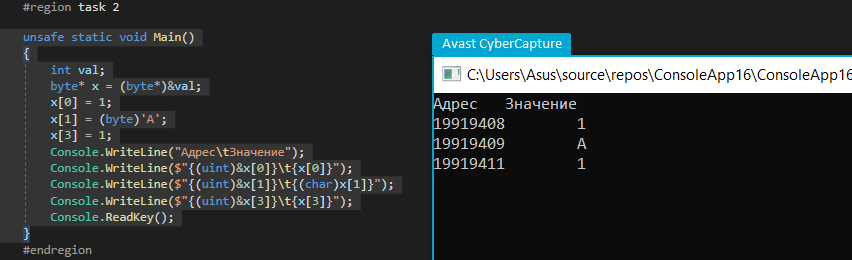 #region task 2
unsafe static void Main()
{
int val;
byte* x = (byte*)&val;
x[0] = 1;
x[1] = (byte)'A';
x[3] = 1;
Console.WriteLine("Адрес\tЗначение");
Console.WriteLine($"{(uint)&x[0]}\t{x[0]}");
Console.WriteLine($"{(uint)&x[1]}\t{(char)x[1]}");
Console.WriteLine($"{(uint)&x[3]}\t{x[3]}");
Console.ReadKey();
}
#endregion
Avast CyberCapture
C:\Users\Asus\source\repos\ConsoleApp16\ConsoleApp16
Адрес Значение
19919408 1
19919409 A
19919411 1